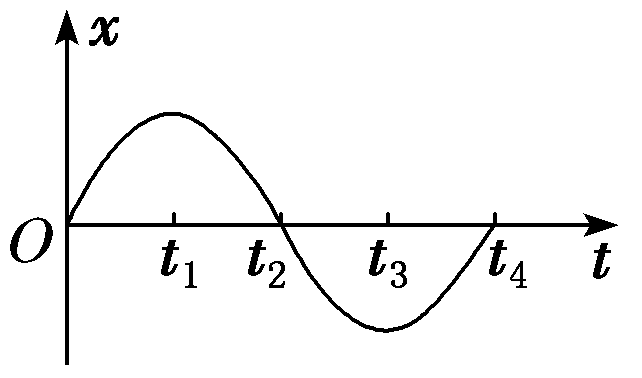 x
O
t₁ t₂ t₃ t₄ t